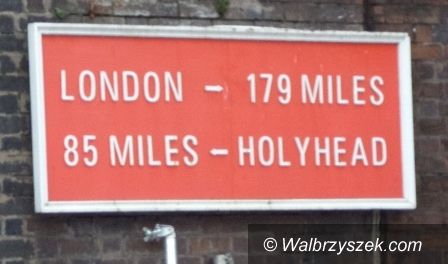 LONDON → 179 MILES
85 MILES ← HOLYHEAD
© Walbrzyszek.com